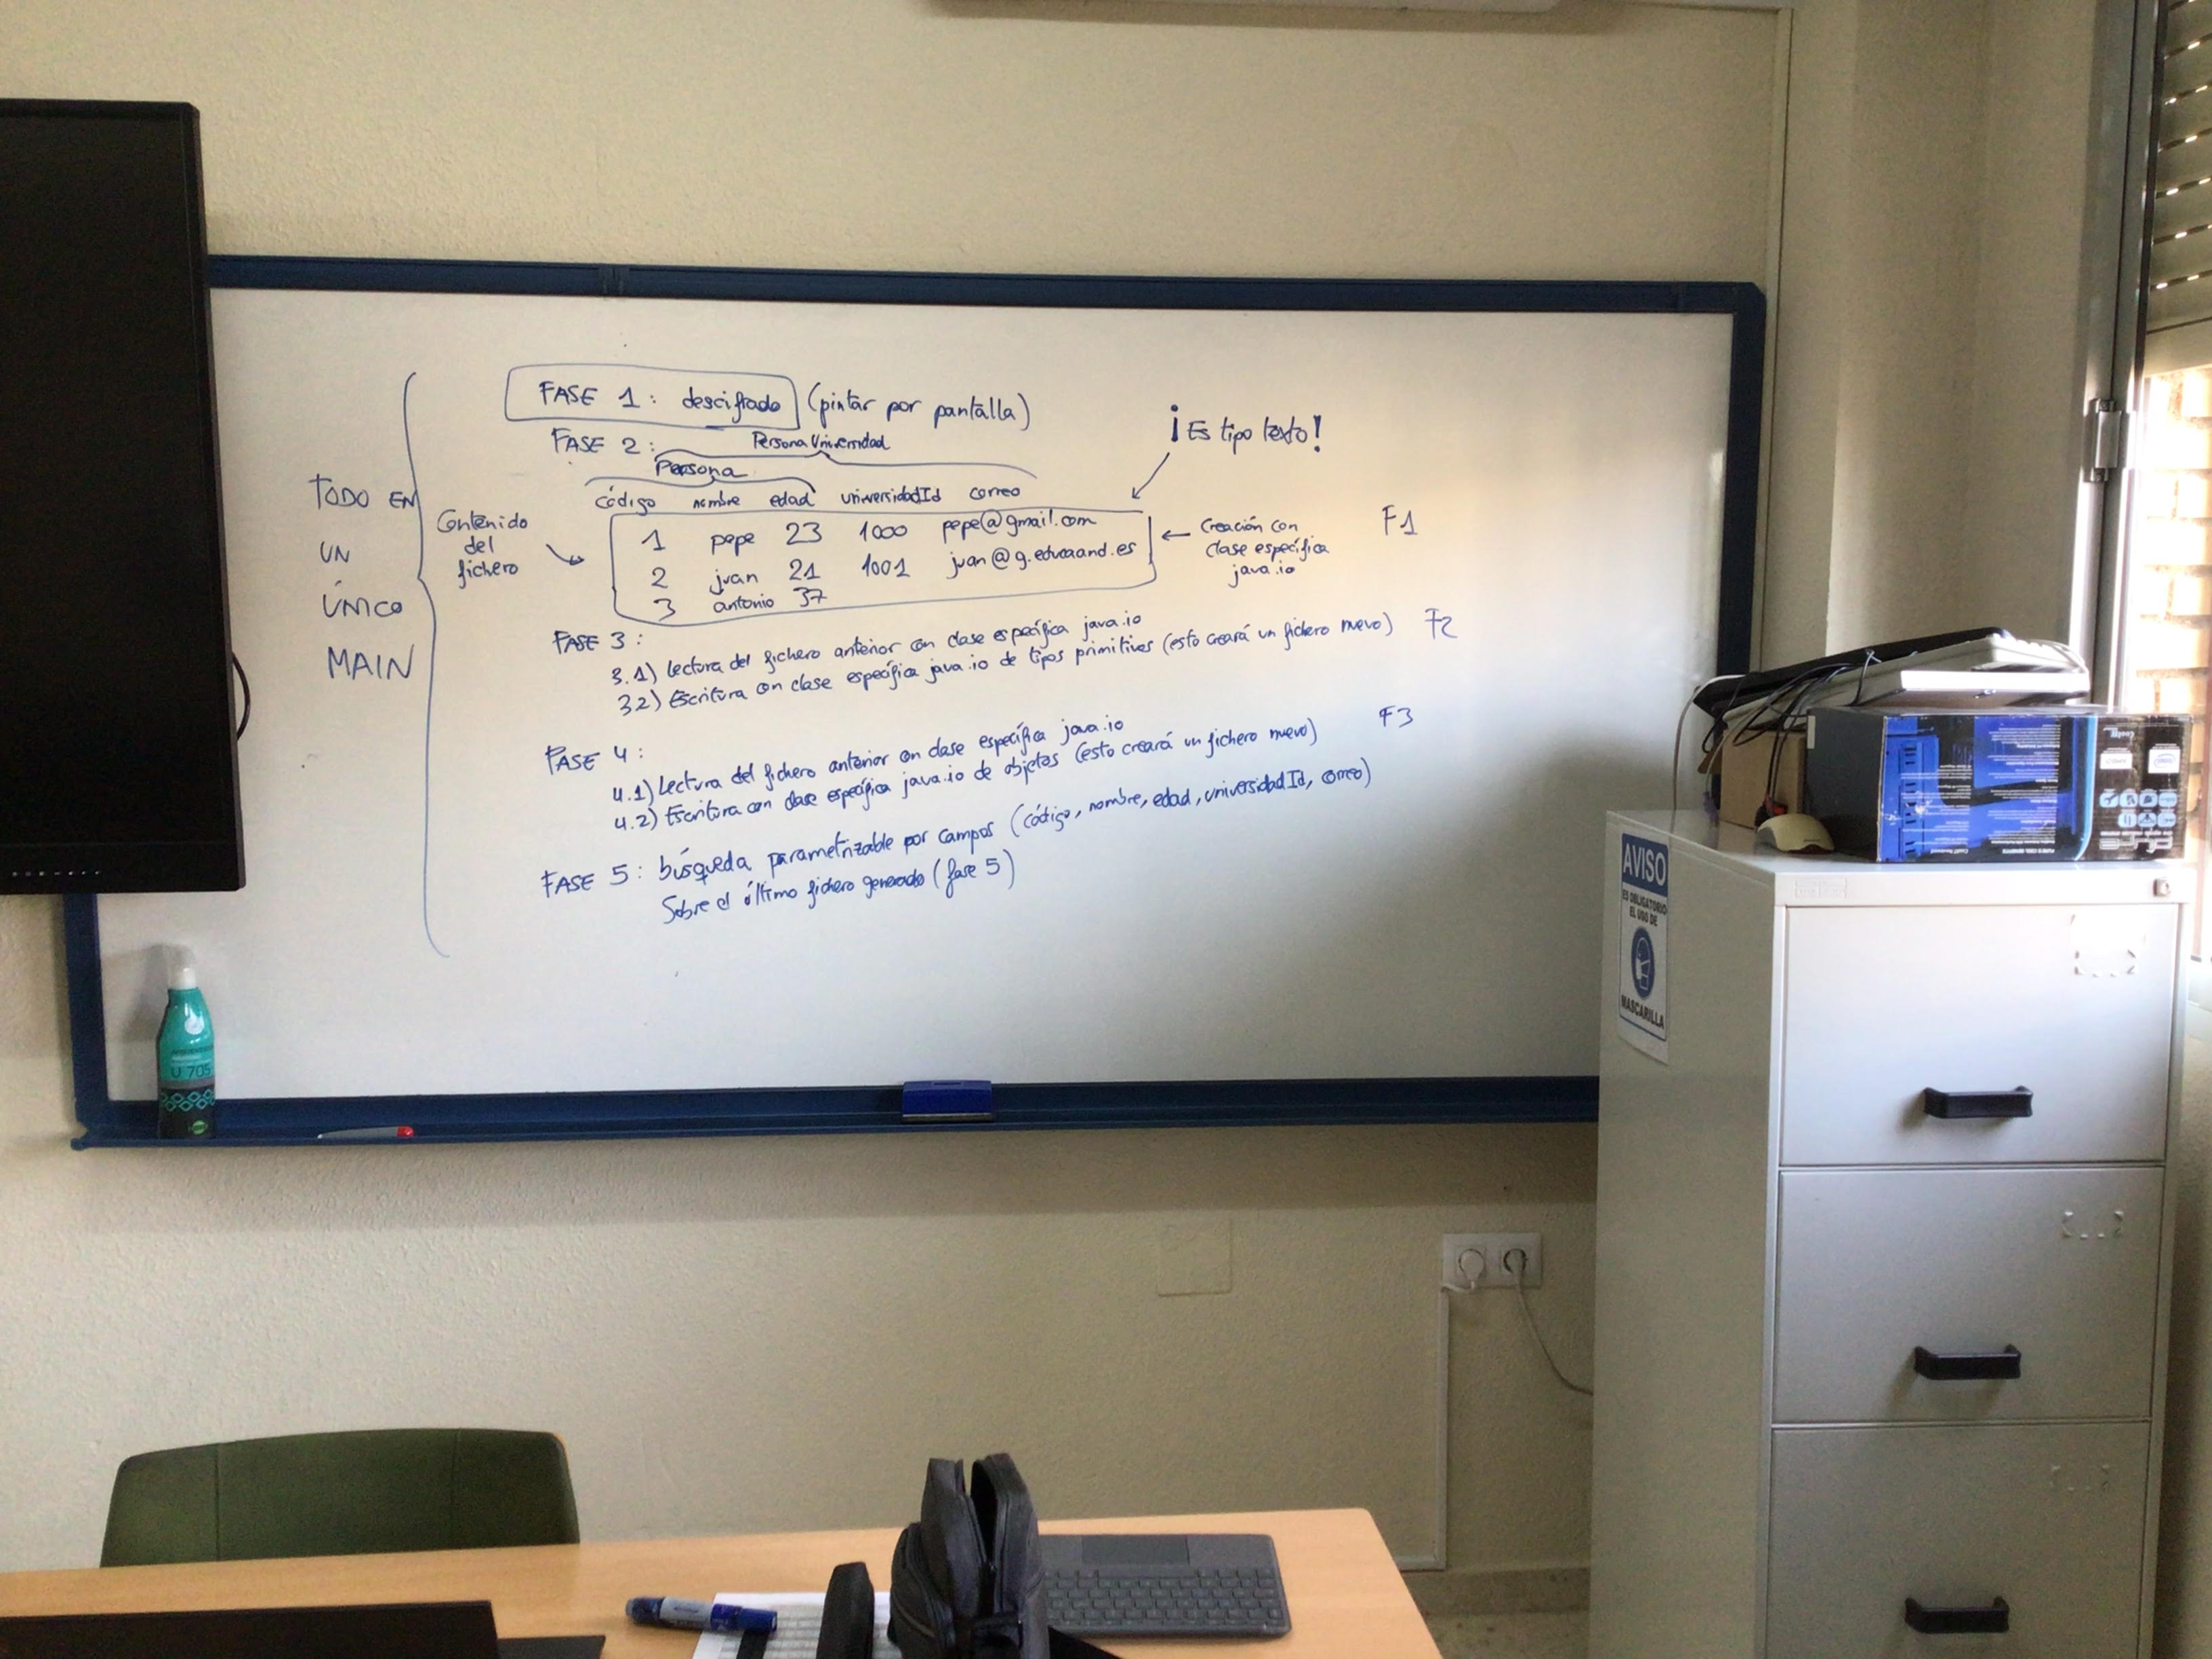 FASE 1: descifrado (pintar por pantalla)
FASE 2:
PersonaUniversidad
Persona
¡Es tipo texto!
código nombre edad universidadId correo
1 pepe 23 1000 pepe@gmail.com
2 juan 21 1001 juan@g.educaand.es
3 antonio 37
TODO EN
UN
ÚNICO
MAIN
Contenido
del
fichero
Creación con
clase específica
java.io
F1
FASE 3:
3.1) Lectura del fichero anterior con clase específica java.io
3.2) Escritura con clase específica java.io de tipos primitivos (esto creará un fichero nuevo)
F2
FASE 4:
4.1) Lectura del fichero anterior con clase específica java.io
4.2) Escritura con clase específica java.io de objetos (esto creará un fichero nuevo)
F3
FASE 5: búsqueda parametrizable por campos (código, nombre, edad, universidadId, correo)
Sobre el último fichero generado (fase 5)
AVISO
ES OBLIGATORIO
EL USO DE
MASCARILLA
U 705